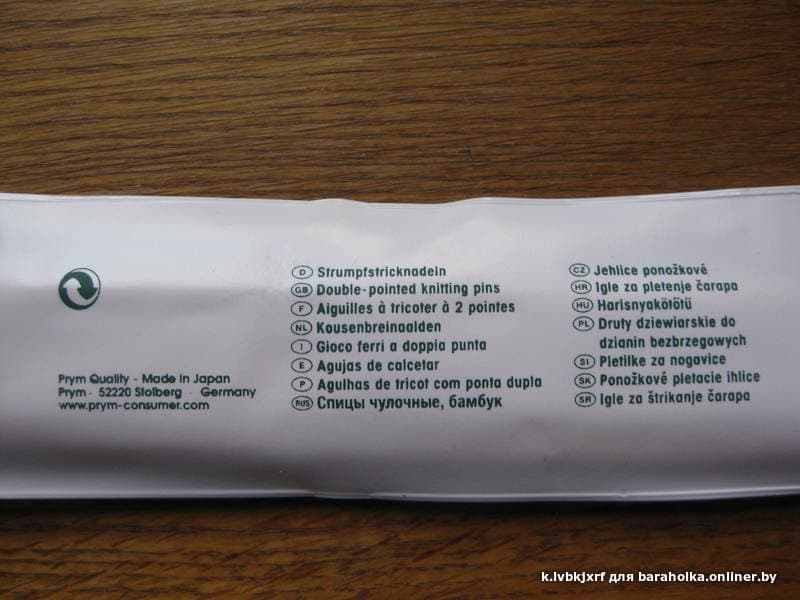 Prym Quality - Made in Japan
Prym · 52220 Stolberg · Germany
www.prym-consumer.com
D Strumpfstricknadeln
GB Double-pointed knitting pins
F Aiguilles à tricoter à 2 pointes
NL Kousenbreinaalden
I Gioco ferri a doppia punta
E Agujas de calcetar
P Agulhas de tricot com ponta dupla
RUS Спицы чулочные, бамбук
CZ Jehlice ponožkové
HR Igle za pletenje čarapa
HU Harisnyakötötü
PL Druty dziewiarskie do
dzianin bezbrzegowych
SI Pletilke za nogavice
SK Ponožkové pletacie ihlice
SR Igle za štrikanje čarapa
k.lvbkjxrf для baraholka.onliner.by